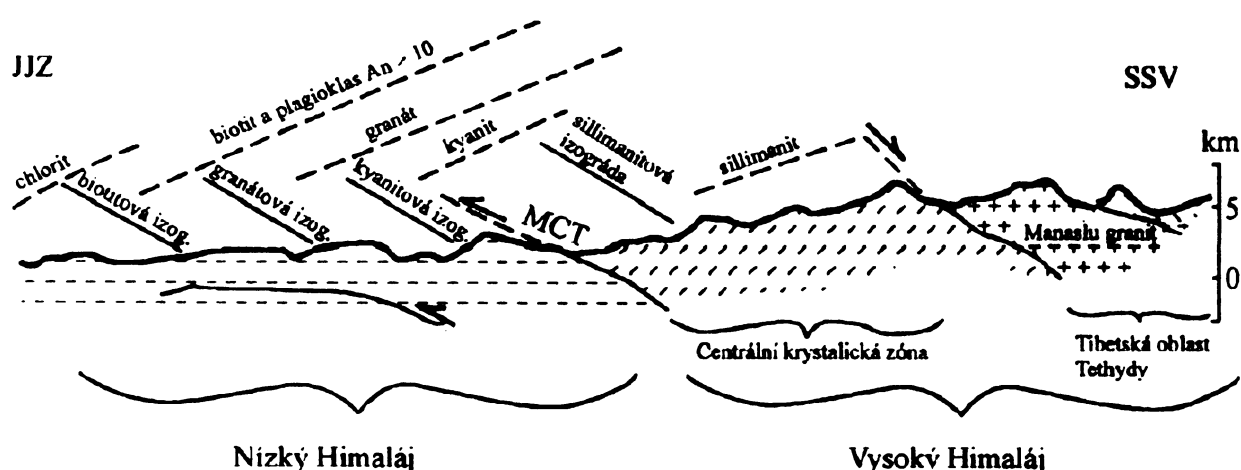 JJZ
SSV
chlorit
biotit a plagioklas An > 10
granát
kyanit
sillimanitová
izográda
sillimanit
bioutová izog.
granátová izog.
kyanitová izog.
MCT
km
5
0
Manaslu granit
Centrální krystalická zóna
Tibetská oblast
Tethydy
Nízký Himaláj
Vysoký Himaláj